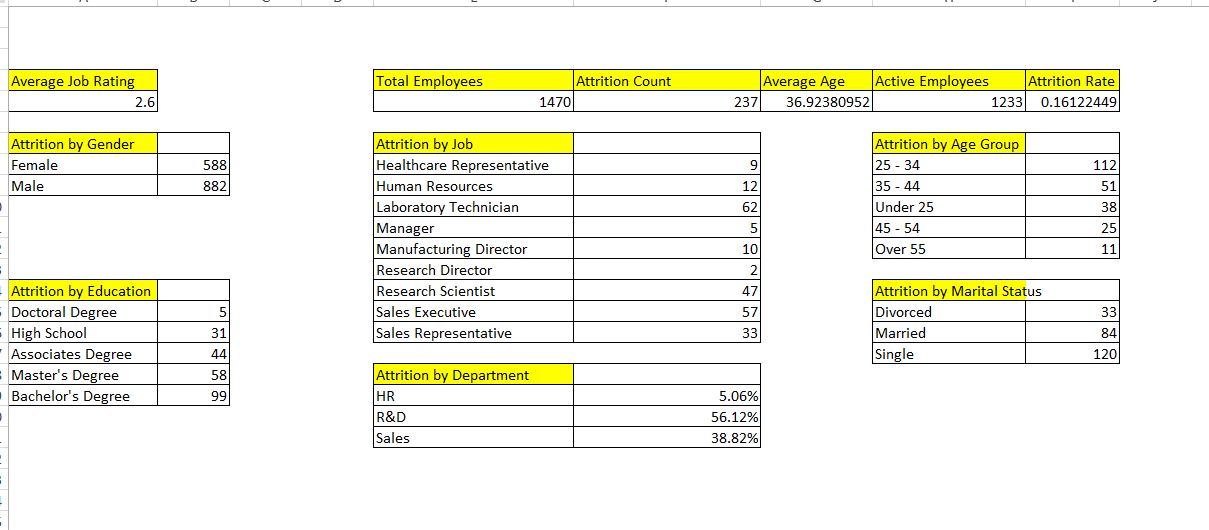 Average Job Rating Total Employees Attrition Count Average Age Active Employees Attrition Rate
2.6 1470 237 36.92380952 1233 0.16122449
Attrition by Gender Attrition by Job Attrition by Age Group
Female 588 Healthcare Representative 9 25 - 34 112
Male 882 Human Resources 12 35 - 44 51
Laboratory Technician 62 Under 25 38
Manager 5 45 - 54 25
Manufacturing Director 10 Over 55 11
Research Director 2
Attrition by Education Research Scientist 47 Attrition by Marital Status
Doctoral Degree 5 Sales Executive 57 Divorced 33
High School 31 Sales Representative 33 Married 84
Associates Degree 44 Single 120
Master's Degree 58 Attrition by Department
Bachelor's Degree 99 HR 5.06%
R&D 56.12%
Sales 38.82%